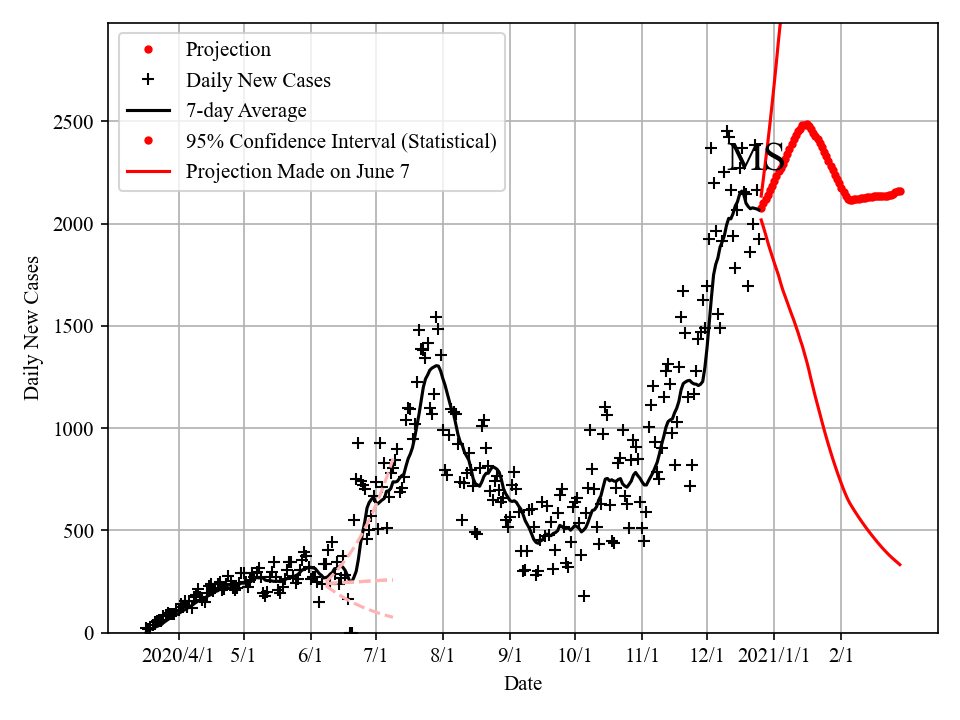 Projection
Daily New Cases
7-day Average
95% Confidence Interval (Statistical)
Projection Made on June 7
MS
Daily New Cases
2500
2000
1500
1000
500
0
2020/4/1 5/1 6/1 7/1 8/1 9/1 10/1 11/1 12/1 2021/1/1 2/1
Date